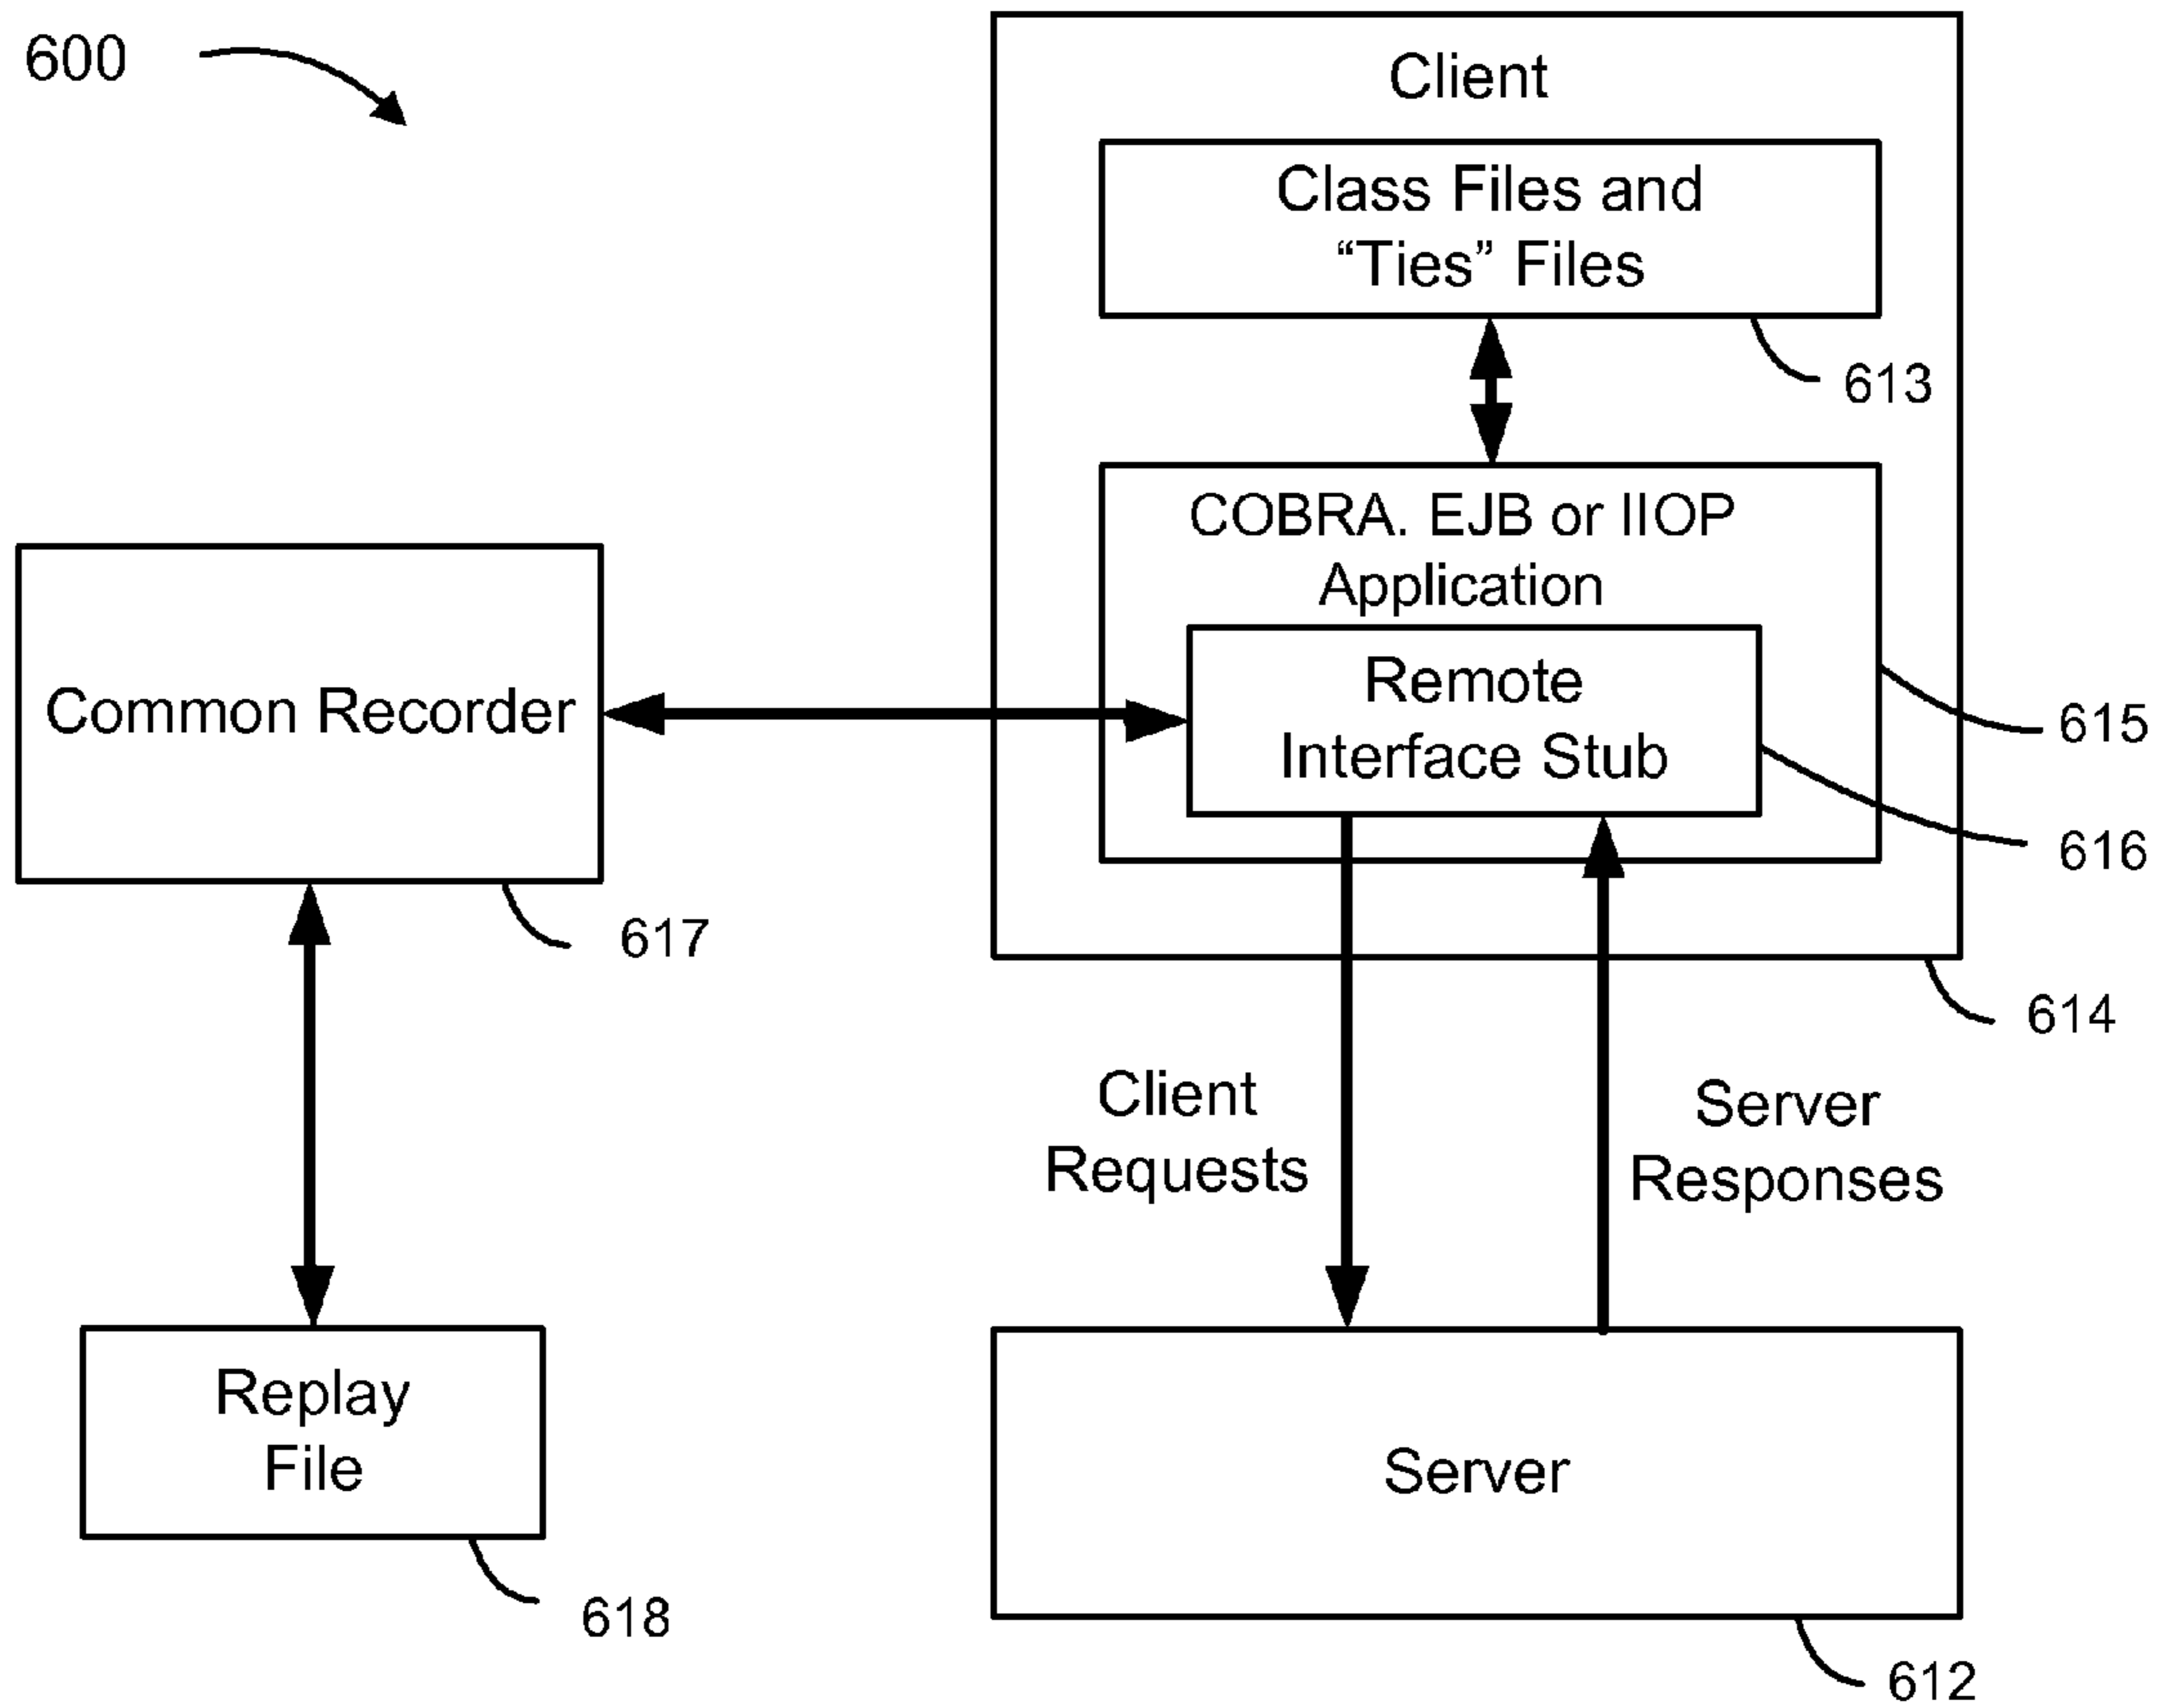 600
Client
Class Files and
“Ties” Files
613
COBRA. EJB or IIOP
Application
Remote
Interface Stub
615
616
614
Common Recorder
617
Client
Requests
Server
Responses
Replay
File
618
Server
612